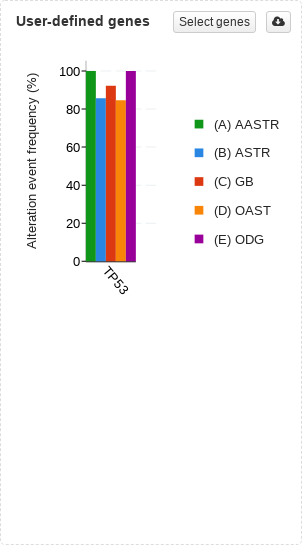 User-defined genes
Select genes
Alteration event frequency (%)
100
80
60
40
20
0
TP53
(A) AASTR
(B) ASTR
(C) GB
(D) OAST
(E) ODG